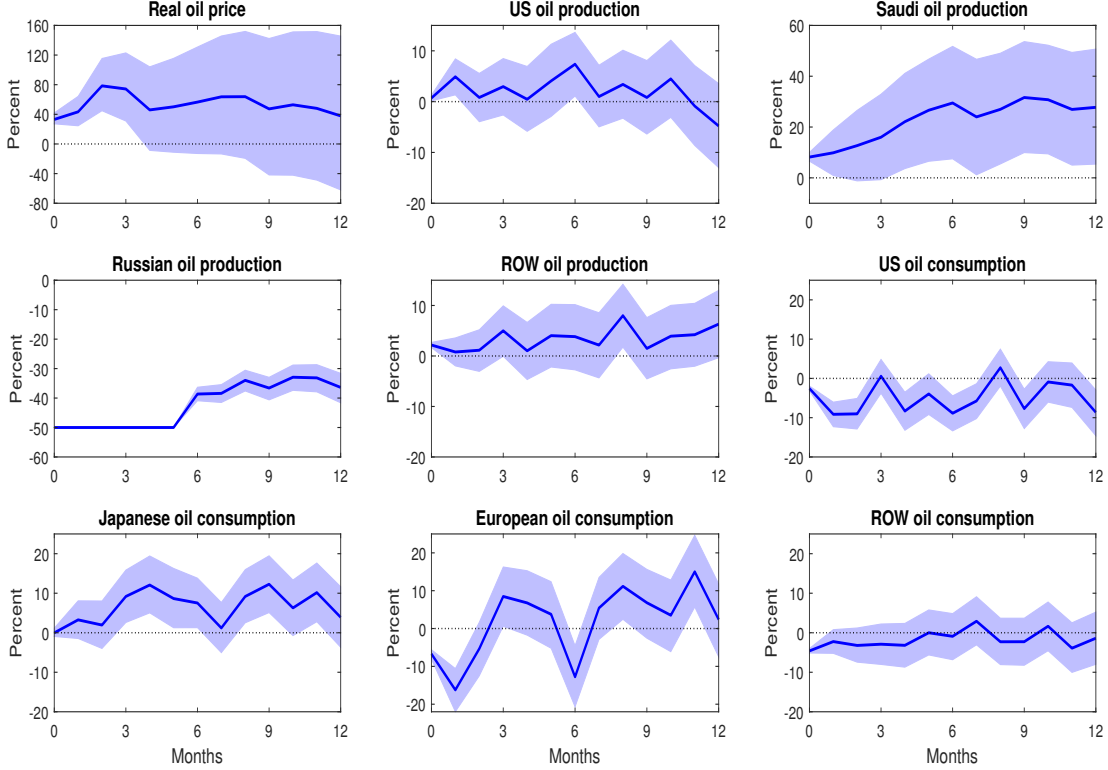 Real oil price
US oil production
Saudi oil production
160
120
80
40
0
-40
-80
Percent
0 3 6 9 12
10
0
-10
-20
Percent
0 3 6 9 12
60
40
20
0
Percent
0 3 6 9 12
Russian oil production
ROW oil production
US oil consumption
0
-10
-20
-30
-40
-50
-60
Percent
0 3 6 9 12
10
0
-10
-20
Percent
0 3 6 9 12
20
10
0
-10
-20
Percent
0 3 6 9 12
Japanese oil consumption
European oil consumption
ROW oil consumption
20
10
0
-10
-20
Percent
0 3 6 9 12
Months
20
10
0
-10
-20
Percent
0 3 6 9 12
20
10
0
-10
-20
Percent
0 3 6 9 12
Months